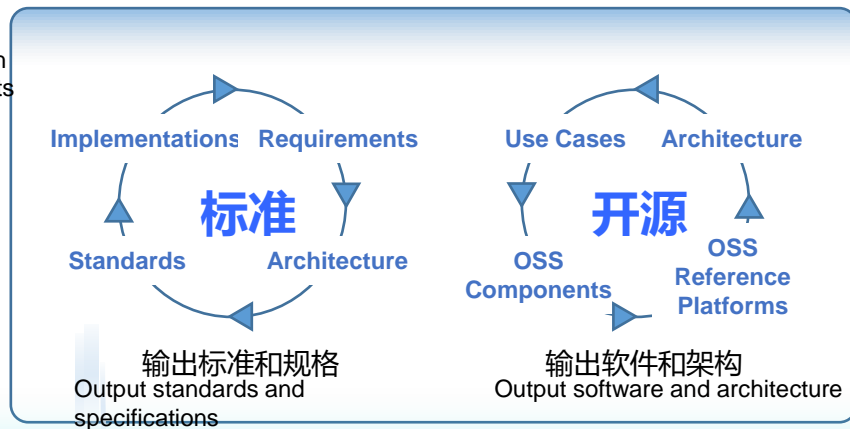 Implementations
Requirements
标准
Standards
Architecture
输出标准和规格
Output standards and
specifications
Use Cases
Architecture
开源
OSS
Components
OSS
Reference
Platforms
输出软件和架构
Output software and architecture